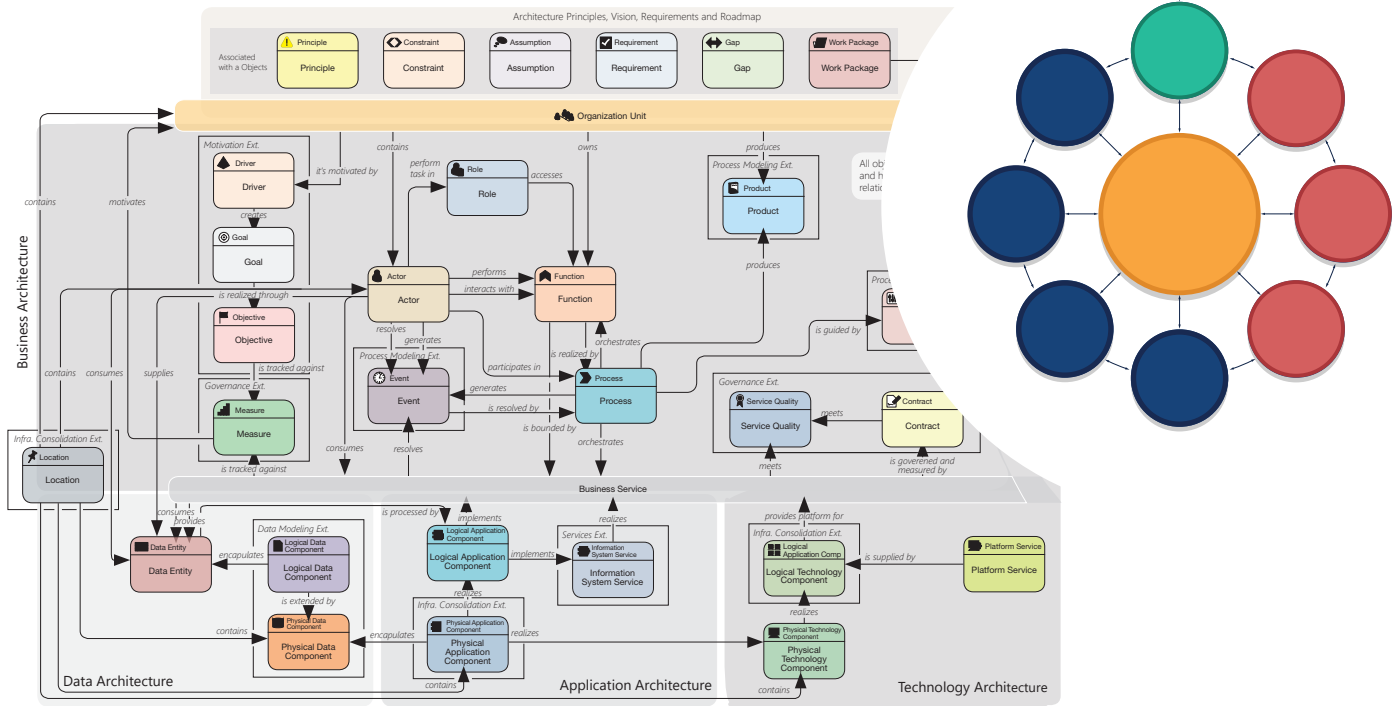 Architecture Principles, Vision, Requirements and Roadmap
Associated
with a Objects
Principle
Principle
Constraint
Constraint
Assumption
Assumption
Requirement
Requirement
Gap
Gap
Work Package
Work Package
Organization Unit
Business Architecture
contains
motivates
Motivation Ext.
Driver
Driver
it's motivated by
creates
Goal
Goal
is realized through
Objective
Objective
is tracked against
Governance Ext.
Measure
Measure
is tracked against
contains
consumes
supplies
Infra. Consolidation Ext.
Location
Location
contains
perform
task in
Role
Role
accesses
owns
Actor
Actor
performs
interacts with
Function
Function
resolves
generates
Process Modeling Ext.
Event
Event
participates in
generates
is resolved by
is realized by
orchestrates
Process
Process
is bounded by
orchestrates
consumes
resolves
produces
Process Modeling Ext.
Product
Product
produces
All
and
is guided by
Governance Ext.
Service Quality
Service Quality
meets
Contract
Contract
meets
is goverened and
measured by
Business Service
consumes
provides
Data Entity
Data Entity
encapulates
Data Modeling Ext.
Logical Data
Component
Logical Data
Component
is extended by
Physical Data
Component
Physical Data
Component
contains
Data Architecture
is processed by
implements
Logical Application
Component
Logical Application
Component
implements
realizes
Services Ext.
Information
System Service
Information
System Service
realizes
Infra. Consolidation Ext.
Physical Application
Component
Physical
Application
Component
encapulates
realizes
contains
Application Architecture
provides platform for
Infra. Consolidation Ext.
Logical
Application Comp
Logical Technology
Component
is supplied by
Platform Service
Platform Service
realizes
Physical Technology
Component
Physical
Technology
Component
contains
Technology Architecture